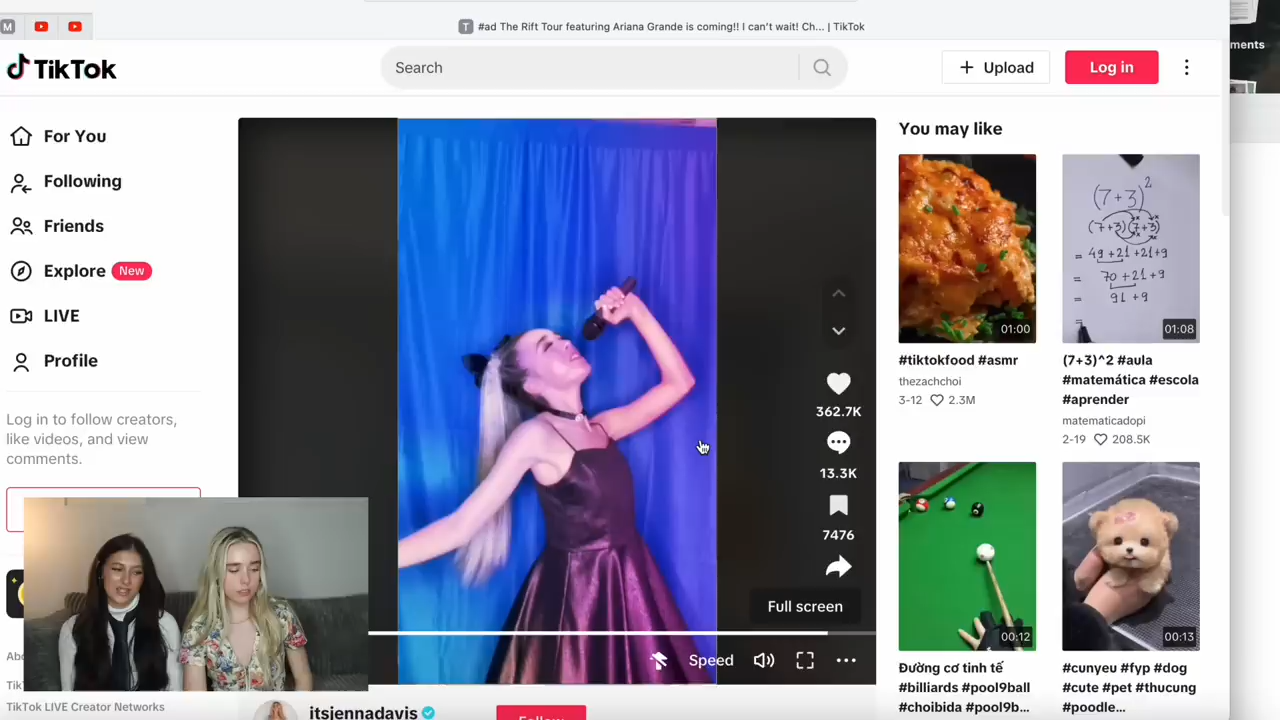 M
T #ad The Rift Tour featuring Ariana Grande is coming!! I can't wait! Ch... | TikTok
ments
TikTok
Search
Upload
Log in
For You
Following
Friends
Explore New
LIVE
Profile
Log in to follow creators,
like videos, and view
comments.
Abo
Tik
TikTok LIVE Creator Networks
362.7K
13.3K
7476
Full screen
Speed
itsjennadavis
Follow
You may like
(7+3)²
(7+3)(7+3)
= 49+21+21+9
= 70+21+9
= 91+9
=
01:00
01:08
#tiktokfood #asmr
thezachchoi
3-12 2.3M
(7+3)^2 #aula
#matemática #escola
#aprenter
matematicadopi
2-19 208.5K
00:12
00:13
Đường cơ tinh tế
#billiards #pool9ball
#choibida #pool9b...
#cunyeu #fyp #dog
#cute #pet #thucung
#poodle...